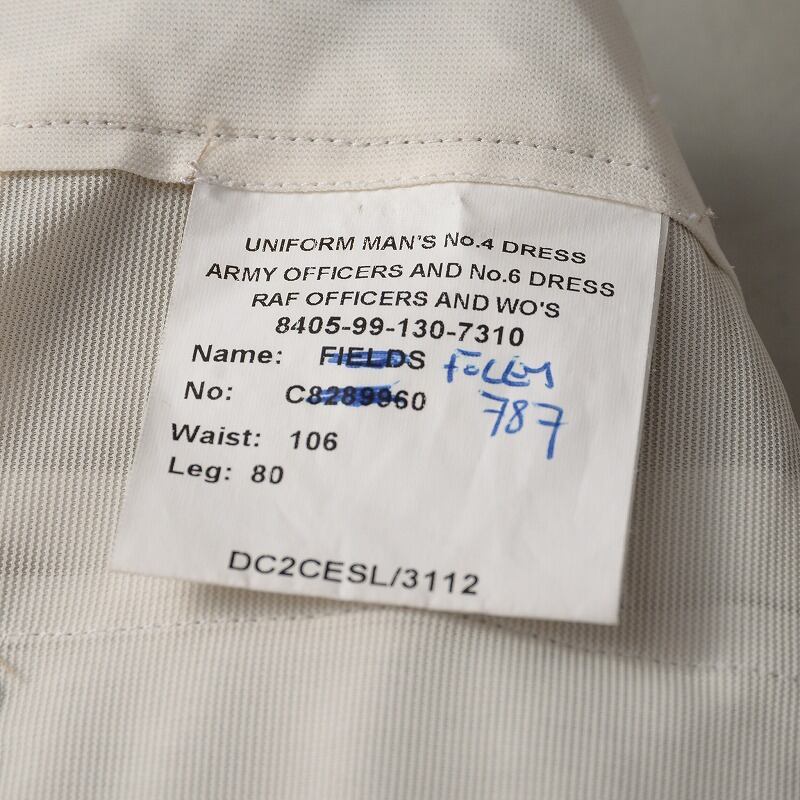 UNIFORM MAN'S No.4 DRESS
ARMY OFFICERS AND No.6 DRESS
RAF OFFICERS AND WO'S
8405-99-130-7310
Name: FIELDS
No: C8289960 787
Waist: 106
Leg: 80
DC2CESL/3112